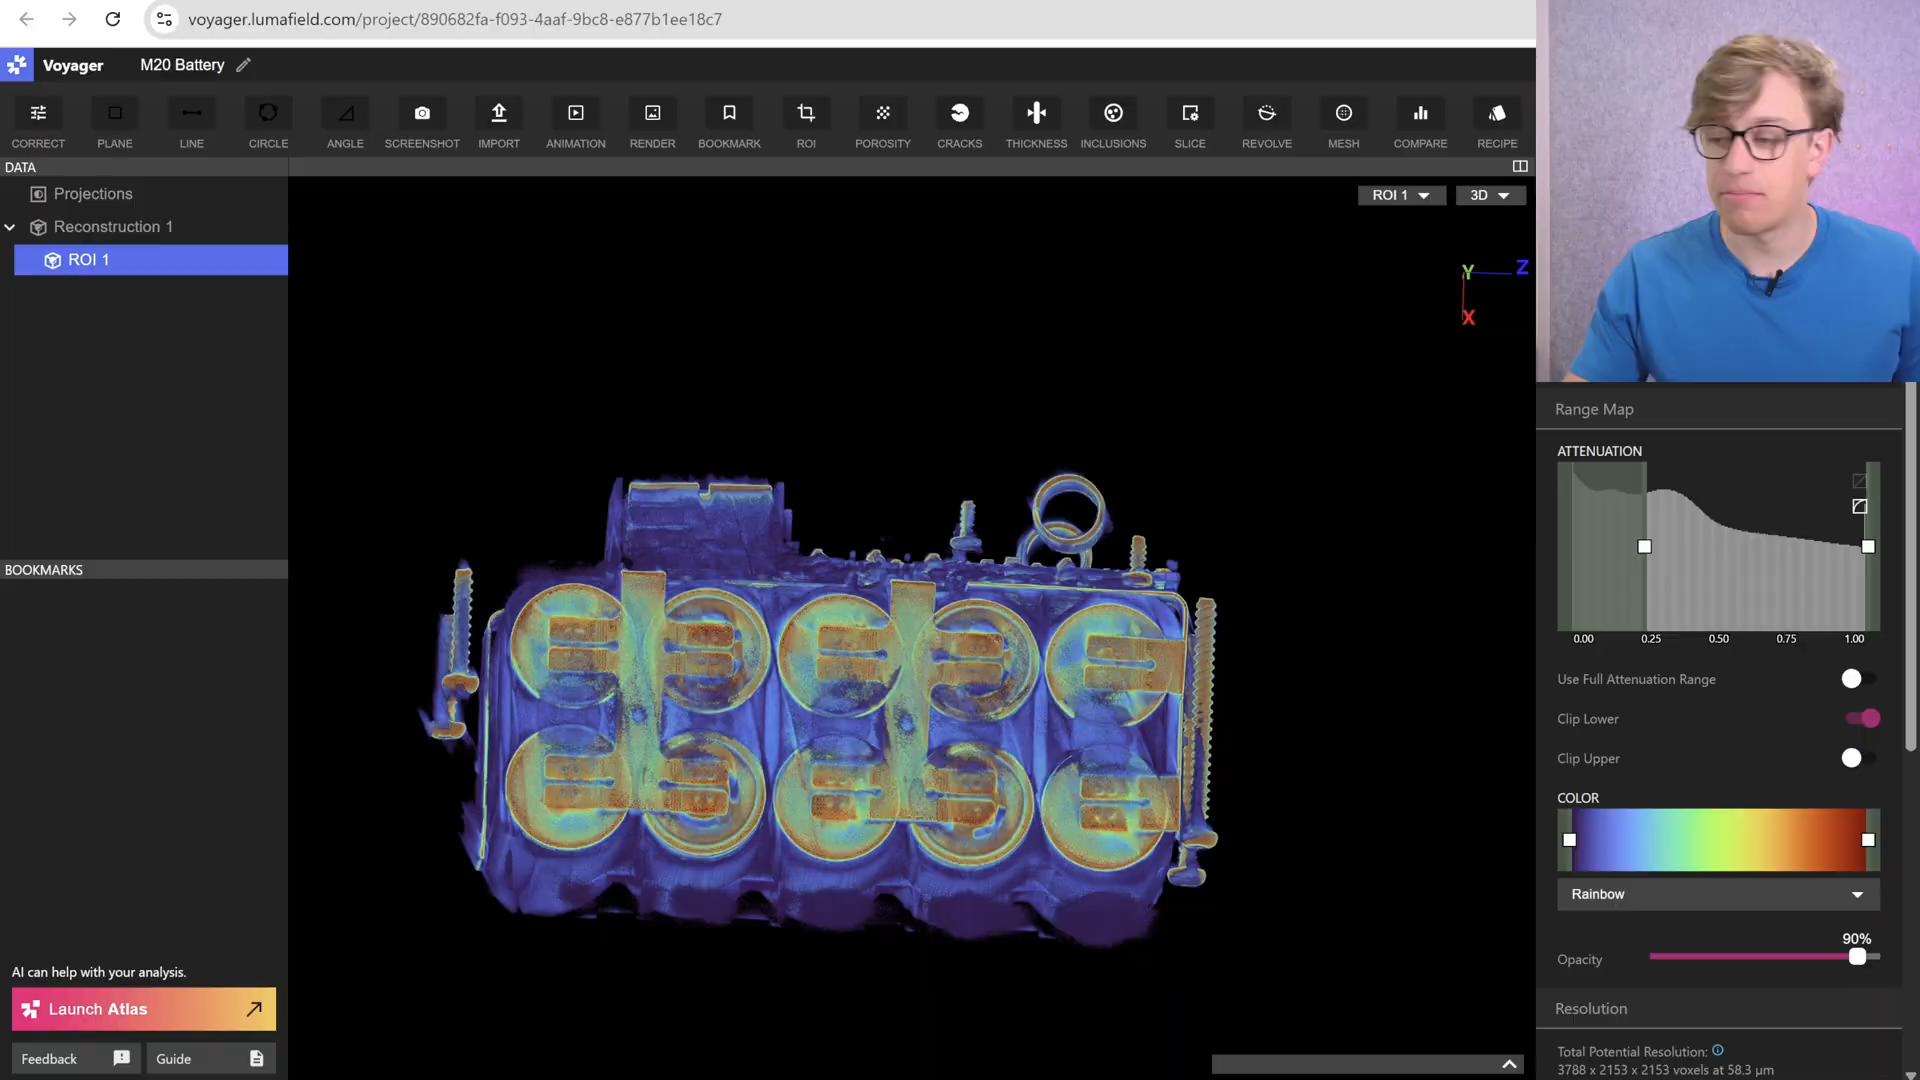 voyager.lumafield.com/project/890682fa-f093-4aaf-9bc8-e877b1ee18c7
Voyager
M20 Battery
CORRECT
PLANE
LINE
CIRCLE
ANGLE
SCREENSHOT
IMPORT
ANIMATION
RENDER
BOOKMARK
ROI
POROSITY
CRACKS
THICKNESS
INCLUSIONS
SLICE
REVOLVE
MESH
COMPARE
RECIPE
DATA
Projections
Reconstruction 1
ROI 1
ROI 1
3D
Y
Z
X
BOOKMARKS
AI can help with your analysis.
Launch Atlas
Feedback
Guide
Range Map
ATTENUATION
0.00 0.25 0.50 0.75 1.00
Use Full Attenuation Range
Clip Lower
Clip Upper
COLOR
Rainbow
90%
Opacity
Resolution
Total Potential Resolution:
3788 x 2153 x 2153 voxels at 58.3 μm